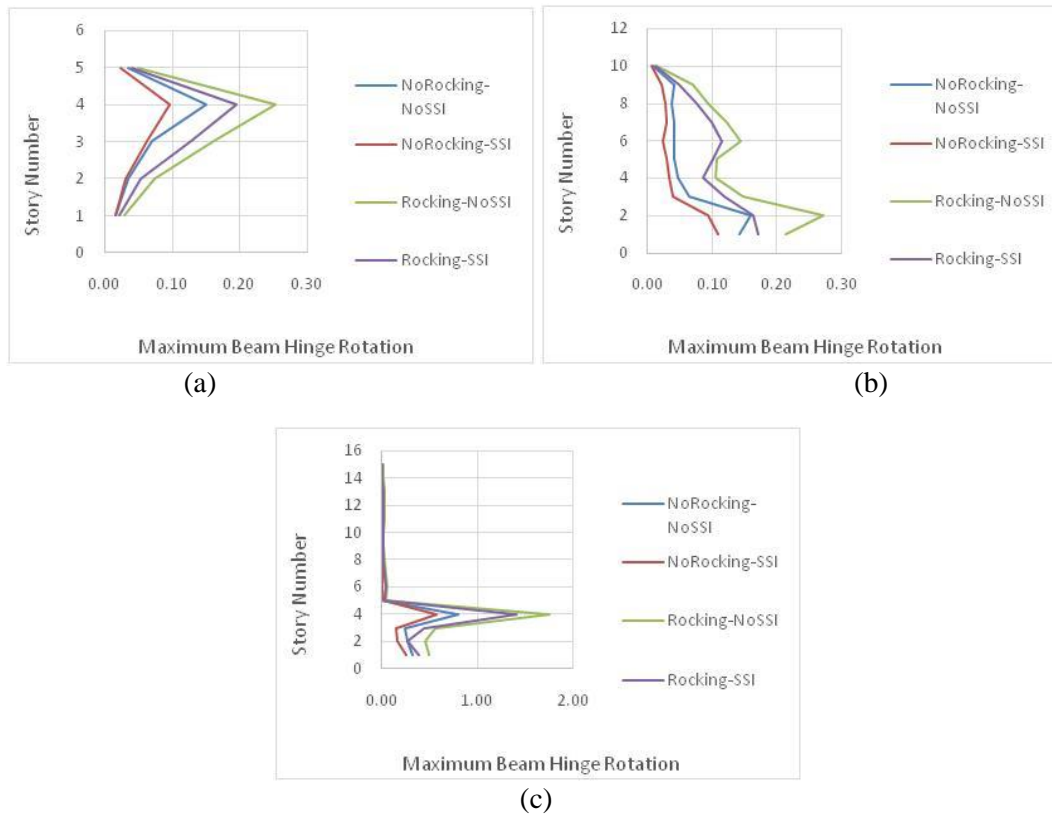 6
5
4
3
2
1
0
Story Number
0.00 0.10 0.20 0.30
Maximum Beam Hinge Rotation
NoRocking-
NoSSI
NoRocking-SSI
Rocking-NoSSI
Rocking-SSI
(a)
12
10
8
6
4
2
0
Story Number
0.00 0.10 0.20 0.30
Maximum Beam Hinge Rotation
NoRocking-
NoSSI
NoRocking-SSI
Rocking-NoSSI
Rocking-SSI
(b)
16
14
12
10
8
6
4
2
0
Story Number
0.00 1.00 2.00
Maximum Beam Hinge Rotation
NoRocking-
NoSSI
NoRocking-SSI
Rocking-NoSSI
Rocking-SSI
(c)